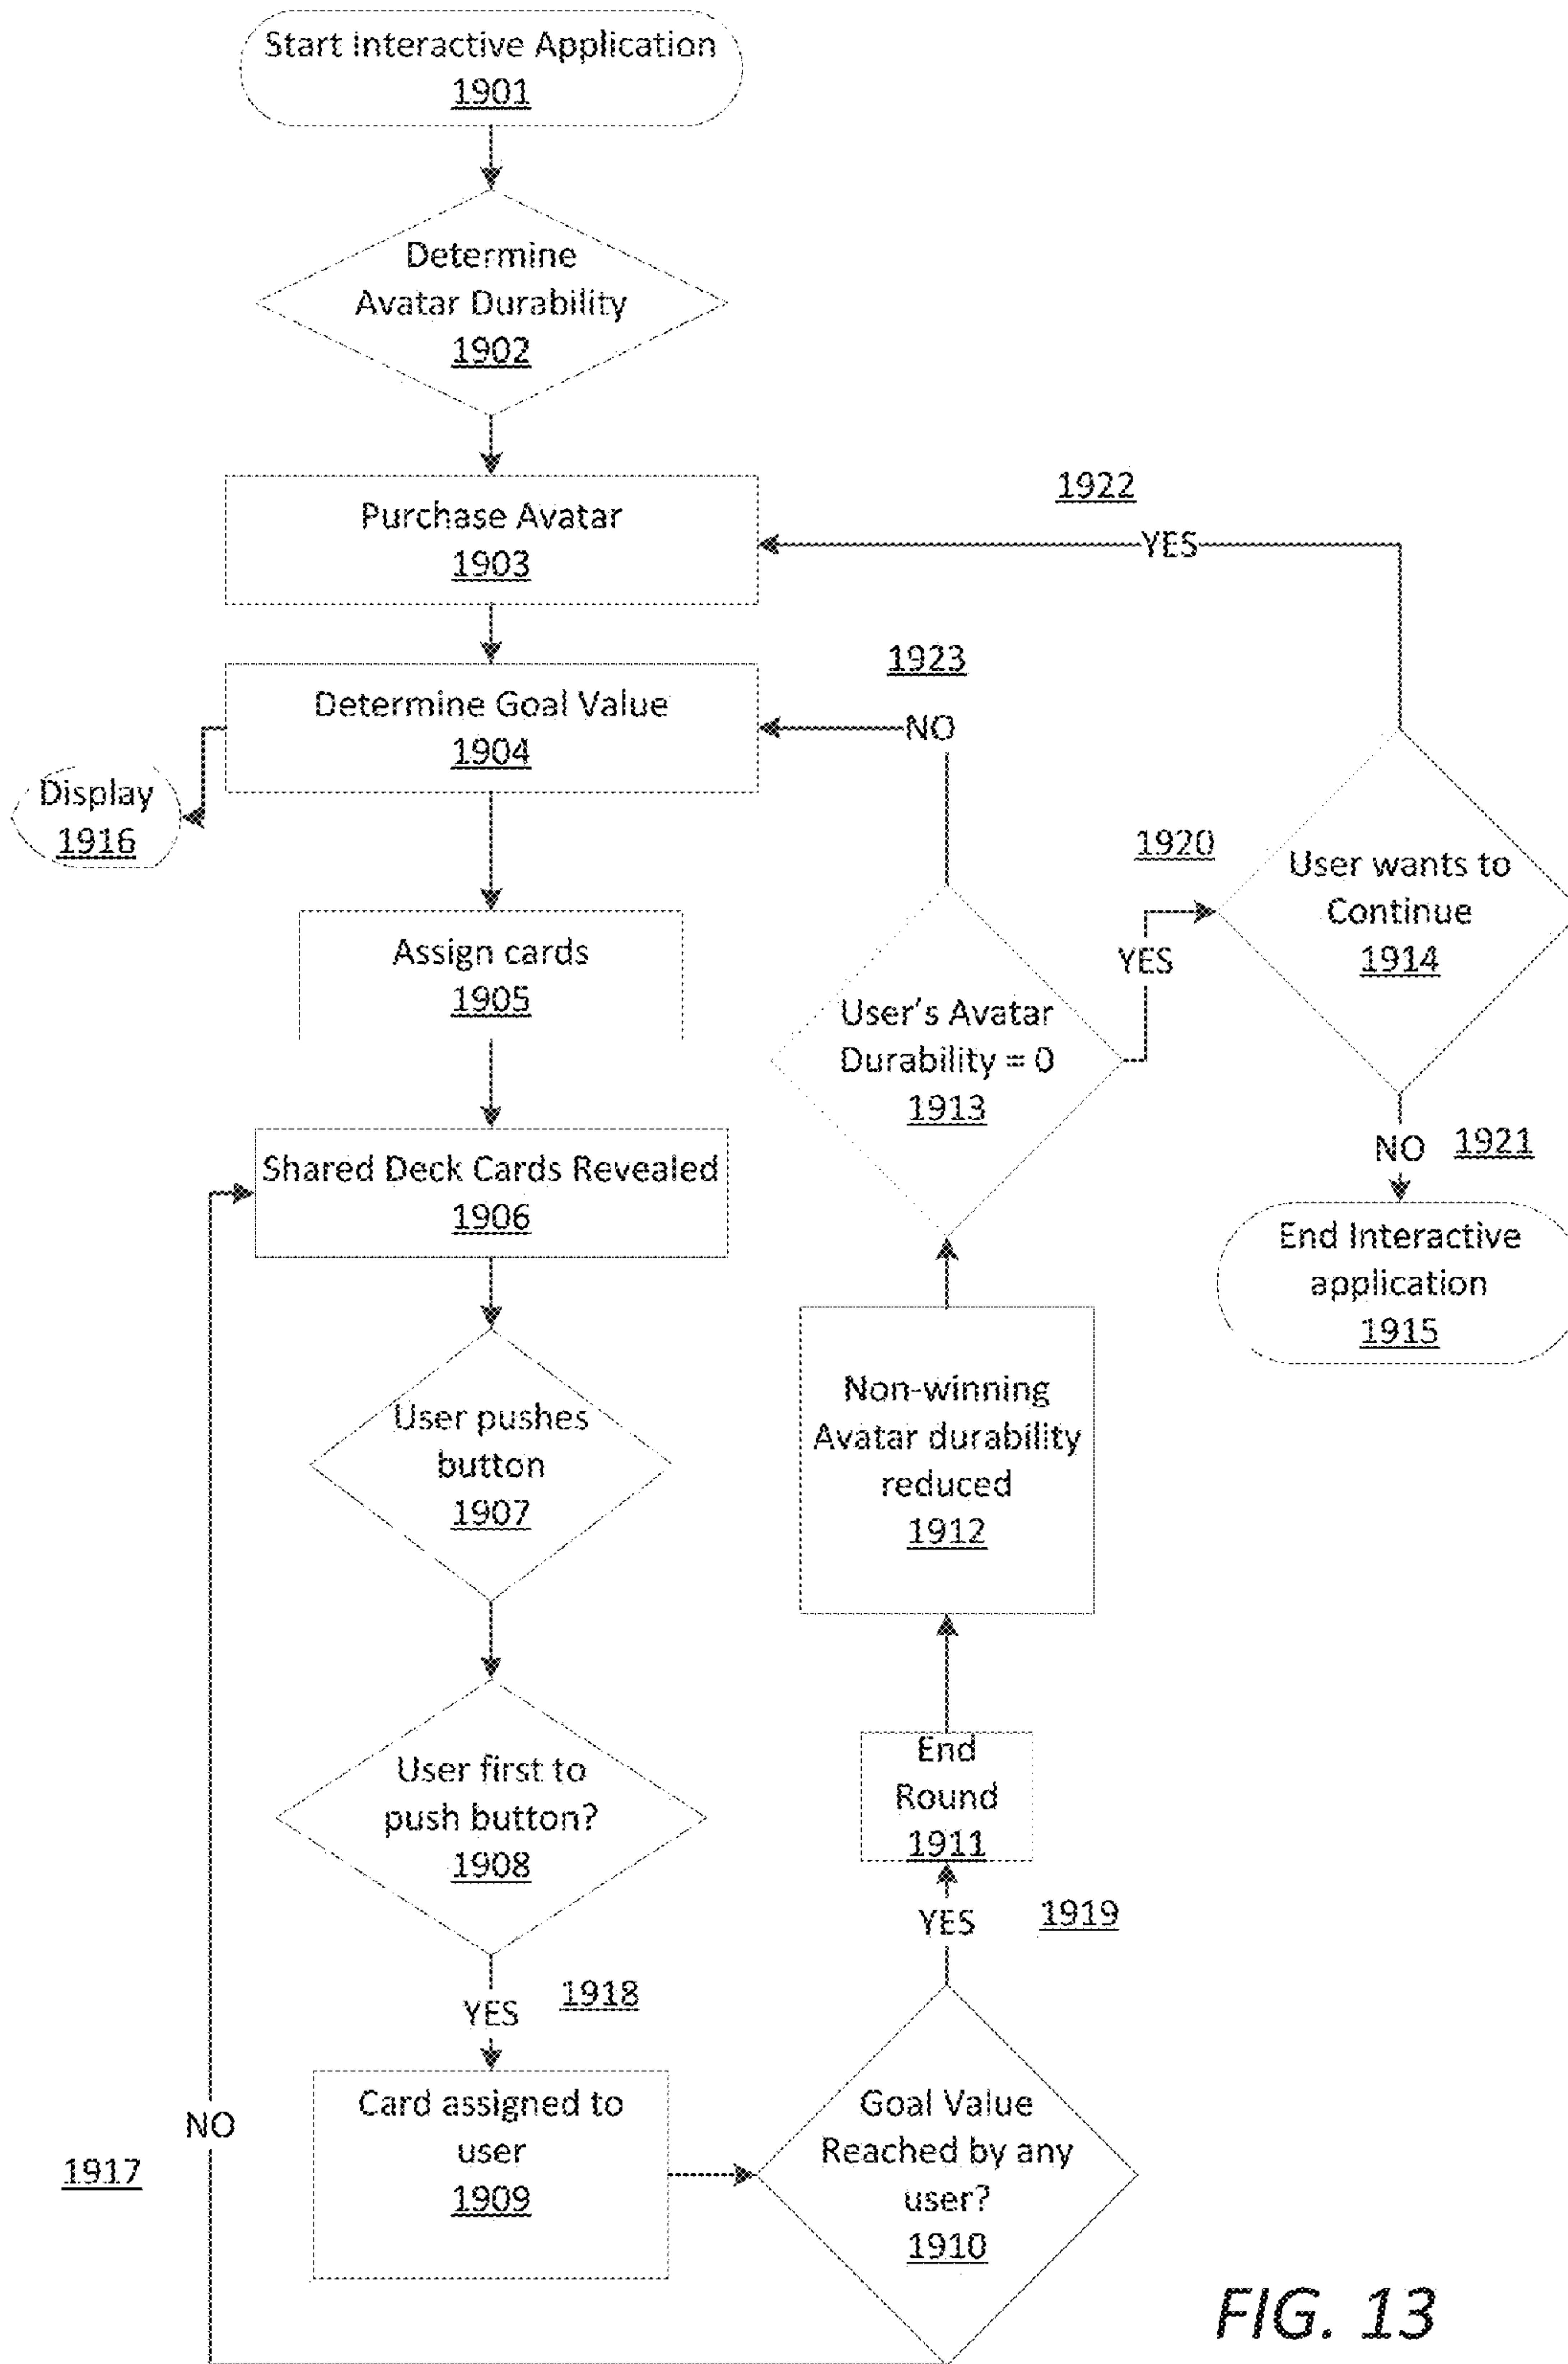 Start Interactive Application
1901
Determine
Avatar Durability
1902
Purchase Avatar
1903
1922
YES
Determine Goal Value
1904
1923
NO
Display
1916
Assign cards
1905
1920
YES
User wants to
Continue
1914
User's Avatar
Durability = 0
1913
NO
1921
Shared Deck Cards Revealed
1906
End Interactive
application
1915
User pushes
button
1907
Non-winning
Avatar durability
reduced
1912
User first to
push button?
1908
End
Round
1911
YES
1919
YES
1918
Card assigned to
user
1909
Goal Value
Reached by any
user?
1910
NO
1917
FIG. 13